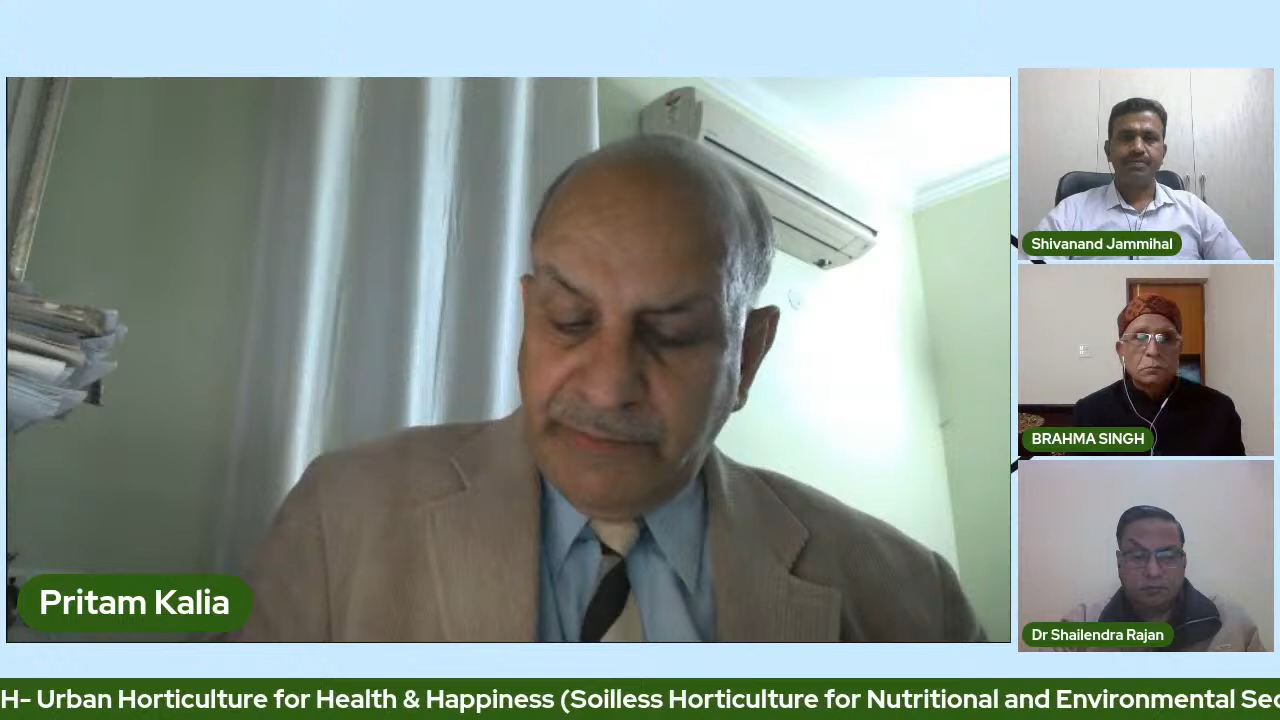 Pritam Kalia
Shivanand Jammihal
BRAHMA SINGH
Dr Shailendra Rajan
H- Urban Horticulture for Health & Happiness (Soilless Horticulture for Nutritional and Environmental Sec